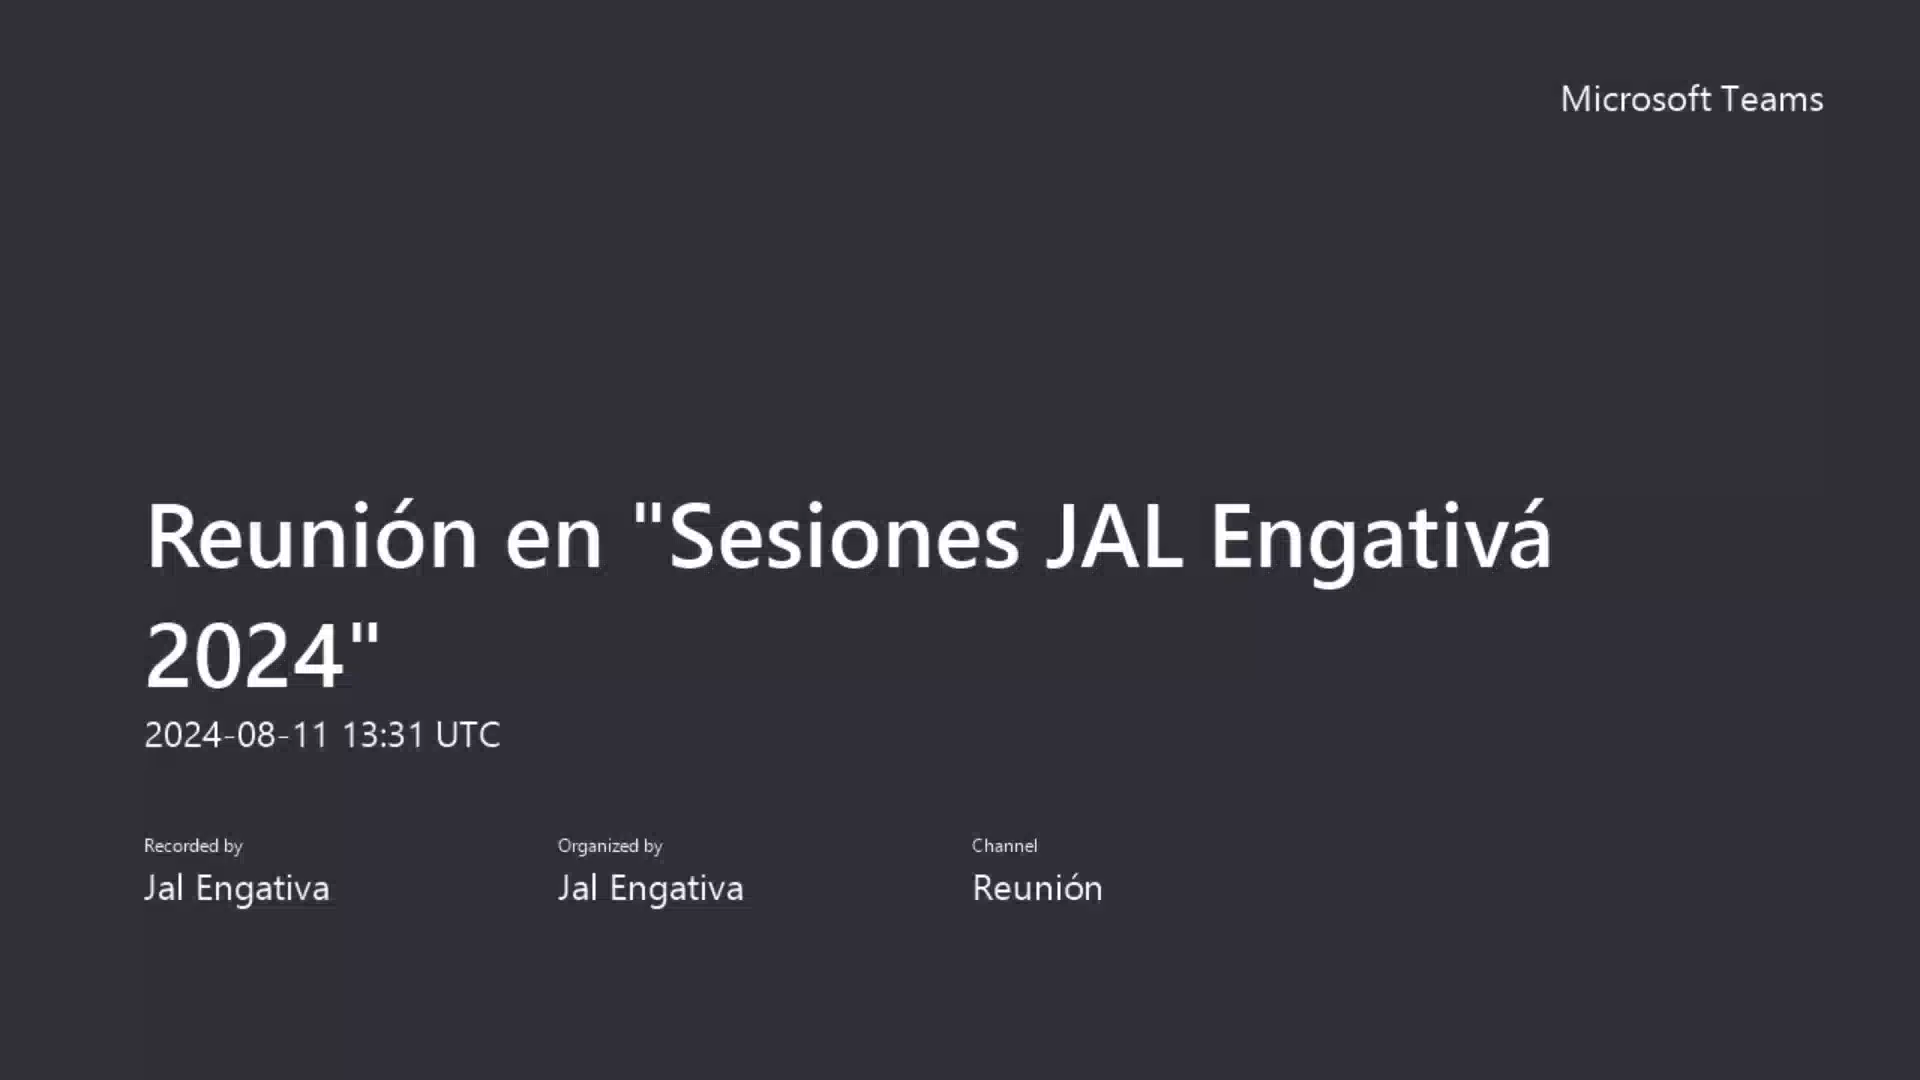 Microsoft Teams
Reunión en "Sesiones JAL Engativá
2024"
2024-08-11 13:31 UTC
Recorded by
Jal Engativa
Organized by
Jal Engativa
Channel
Reunión